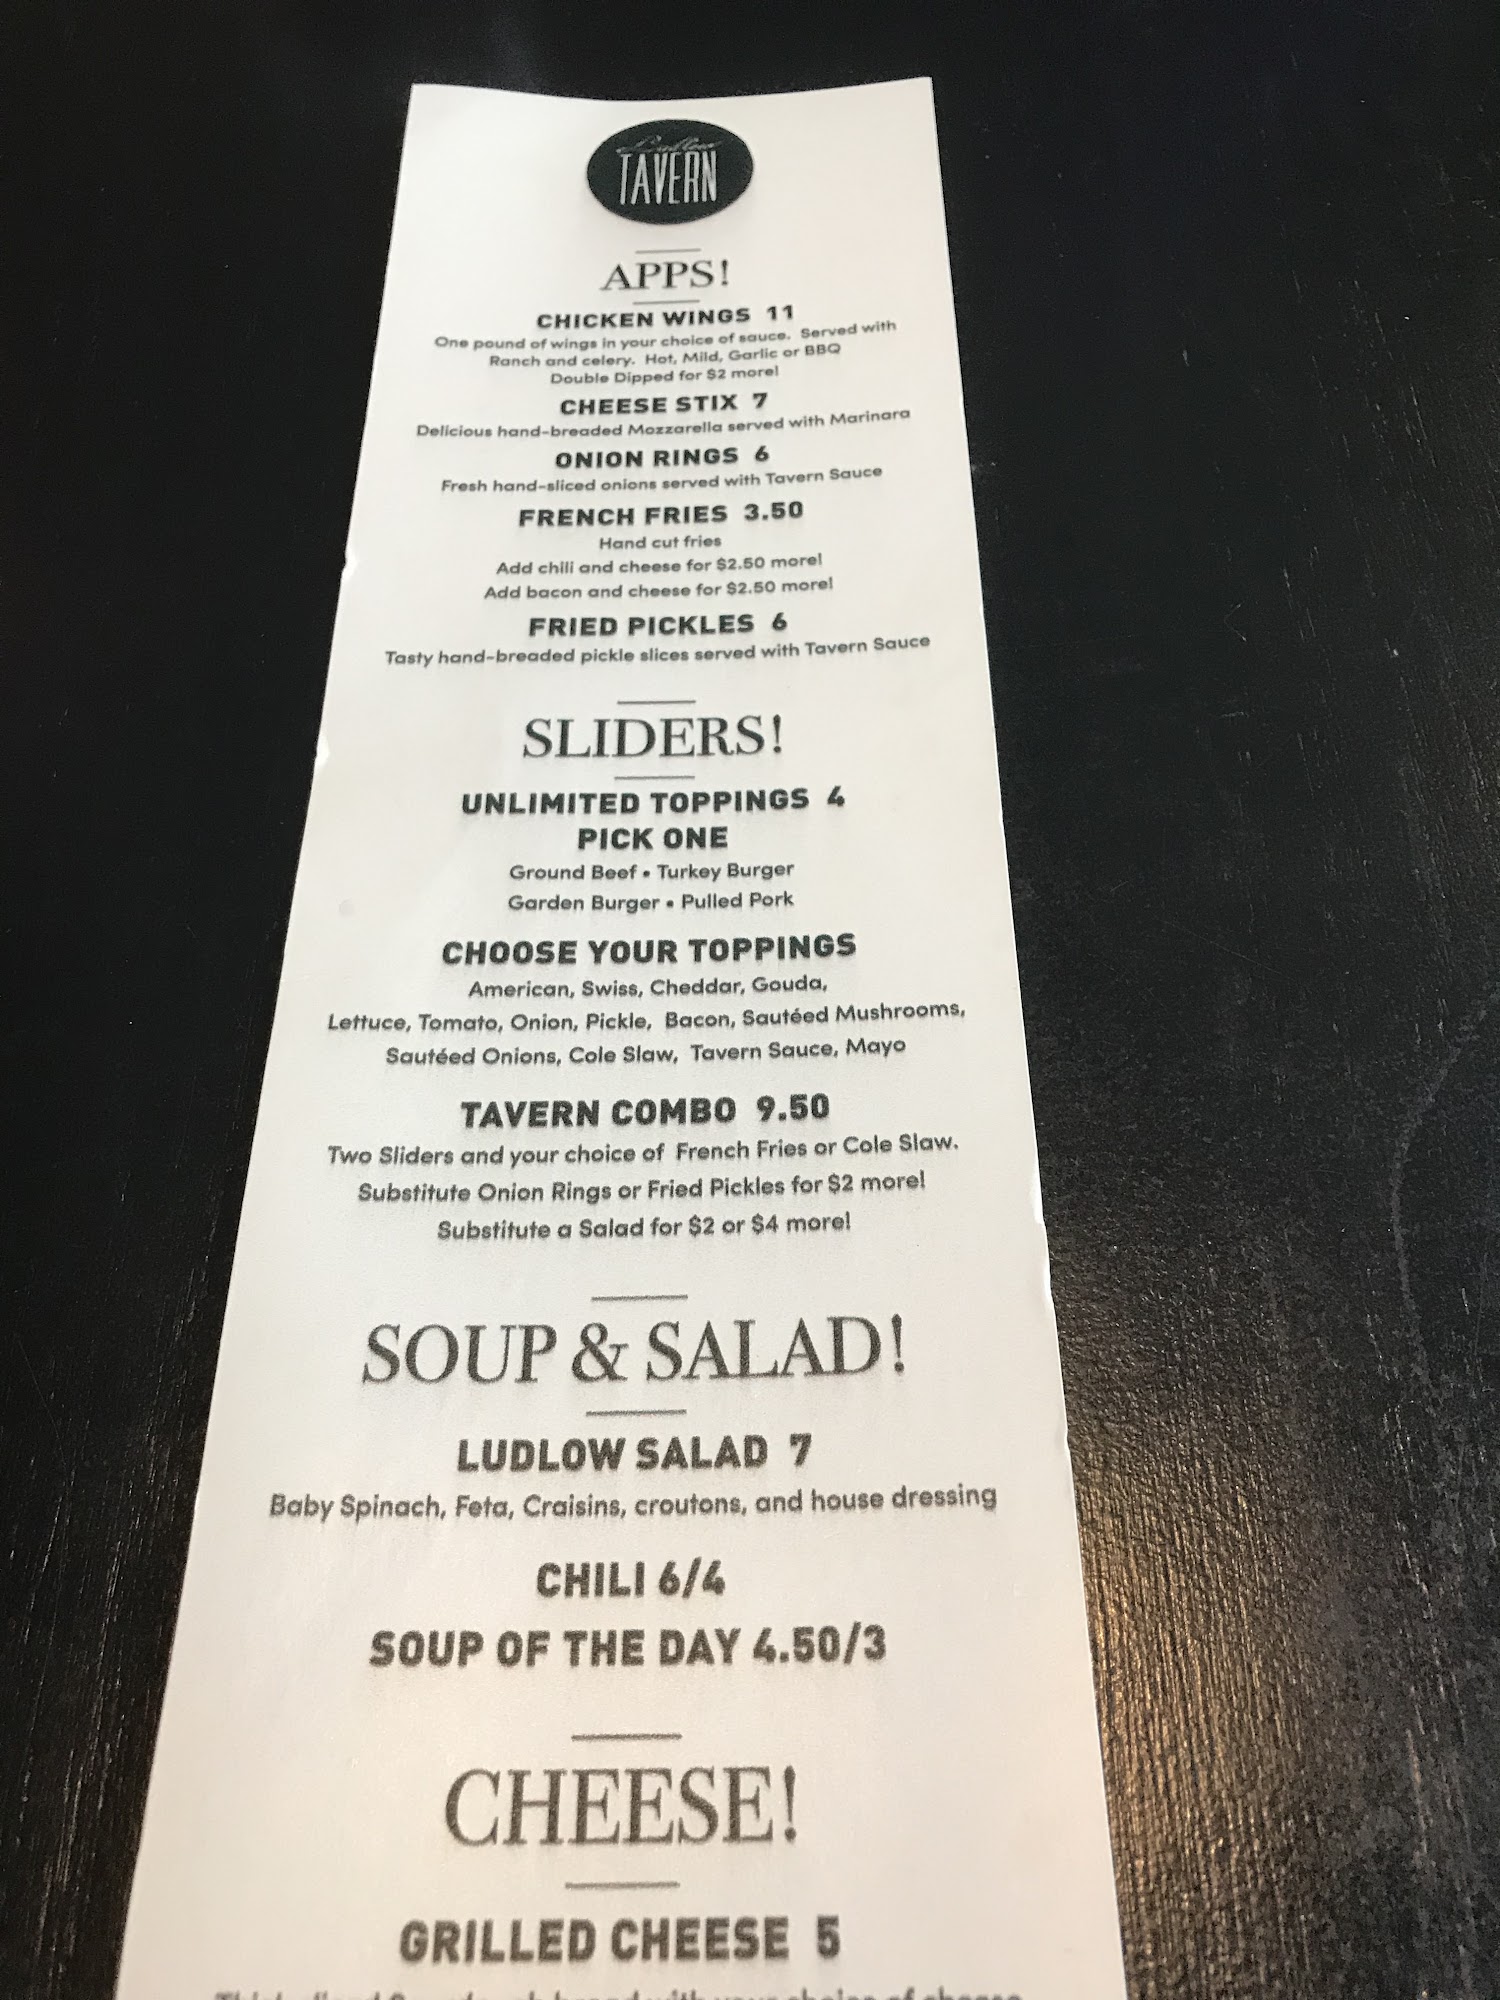 Ludlow
TAVERN
APPS!
CHICKEN WINGS 11
One pound of wings in your choice of sauce. Served with
Ranch and celery. Hot, Mild, Garlic or BBQ
Double Dipped for $2 more!
CHEESE STIX 7
Delicious hand-breaded Mozzarella served with Marinara
ONION RINGS 6
Fresh hand-sliced onions served with Tavern Sauce
FRENCH FRIES 3.50
Hand cut fries
Add chili and cheese for $2.50 more!
Add bacon and cheese for $2.50 more!
FRIED PICKLES 6
Tasty hand-breaded pickle slices served with Tavern Sauce
SLIDERS!
UNLIMITED TOPPINGS 4
PICK ONE
Ground Beef • Turkey Burger
Garden Burger • Pulled Pork
CHOOSE YOUR TOPPINGS
American, Swiss, Cheddar, Gouda,
Lettuce, Tomato, Onion, Pickle, Bacon, Sautéed Mushrooms,
Sautéed Onions, Cole Slaw, Tavern Sauce, Mayo
TAVERN COMBO 9.50
Two Sliders and your choice of French Fries or Cole Slaw.
Substitute Onion Rings or Fried Pickles for $2 more!
Substitute a Salad for $2 or $4 more!
SOUP & SALAD!
LUDLOW SALAD 7
Baby Spinach, Feta, Craisins, croutons, and house dressing
CHILI 6/4
SOUP OF THE DAY 4.50/3
CHEESE!
GRILLED CHEESE 5
bread with your choice of cheese